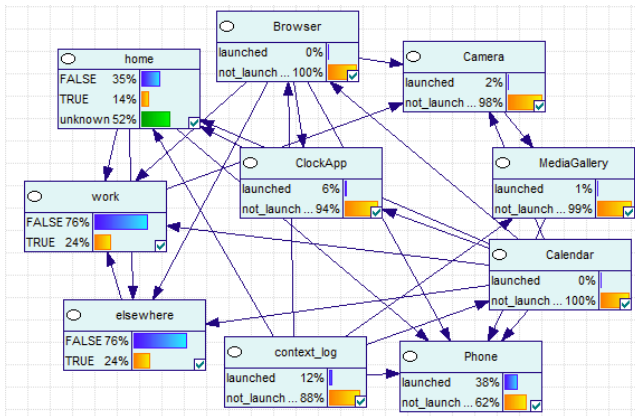 Browser
launched 0%
not_launch ... 100%
home
FALSE 35%
TRUE 14%
unknown 52%
Camera
launched 2%
not_launch ... 98%
ClockApp
launched 6%
not_launch ... 94%
MediaGallery
launched 1%
not_launch ... 99%
work
FALSE 76%
TRUE 24%
Calendar
launched 0%
not_launch ... 100%
elsewhere
FALSE 76%
TRUE 24%
context_log
launched 12%
not_launch ... 88%
Phone
launched 38%
not_launch ... 62%